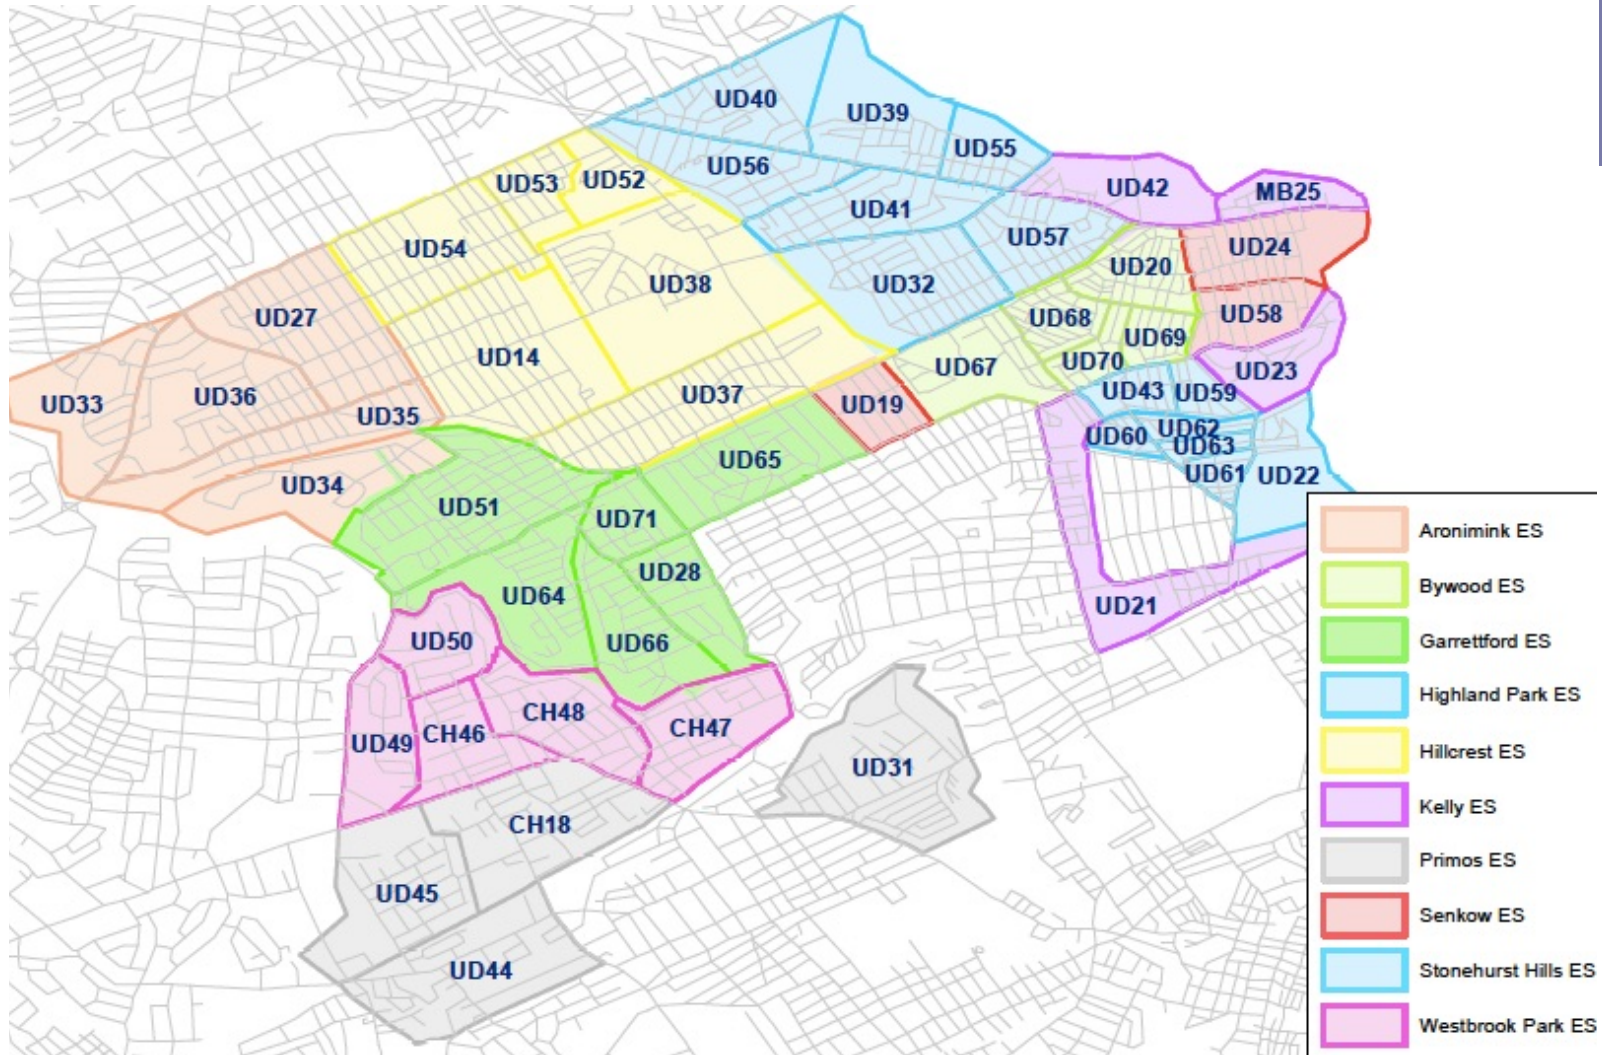 UD40
UD39
UD55
UD56
UD53
UD52
UD42
MB25
UD41
UD57
UD24
UD54
UD20
UD38
UD32
UD27
UD68
UD58
UD69
UD14
UD70
UD67
UD23
UD33
UD36
UD35
UD37
UD19
UD43
UD59
UD62
UD60
UD63
UD65
UD61
UD22
UD34
UD51
UD71
UD28
UD64
UD21
UD50
UD66
CH48
CH47
CH46
UD49
UD31
CH18
UD45
UD44
Aronimink ES
Bywood ES
Garrettford ES
Highland Park ES
Hillcrest ES
Kelly ES
Primos ES
Senkow ES
Stonehurst Hills ES
Westbrook Park ES